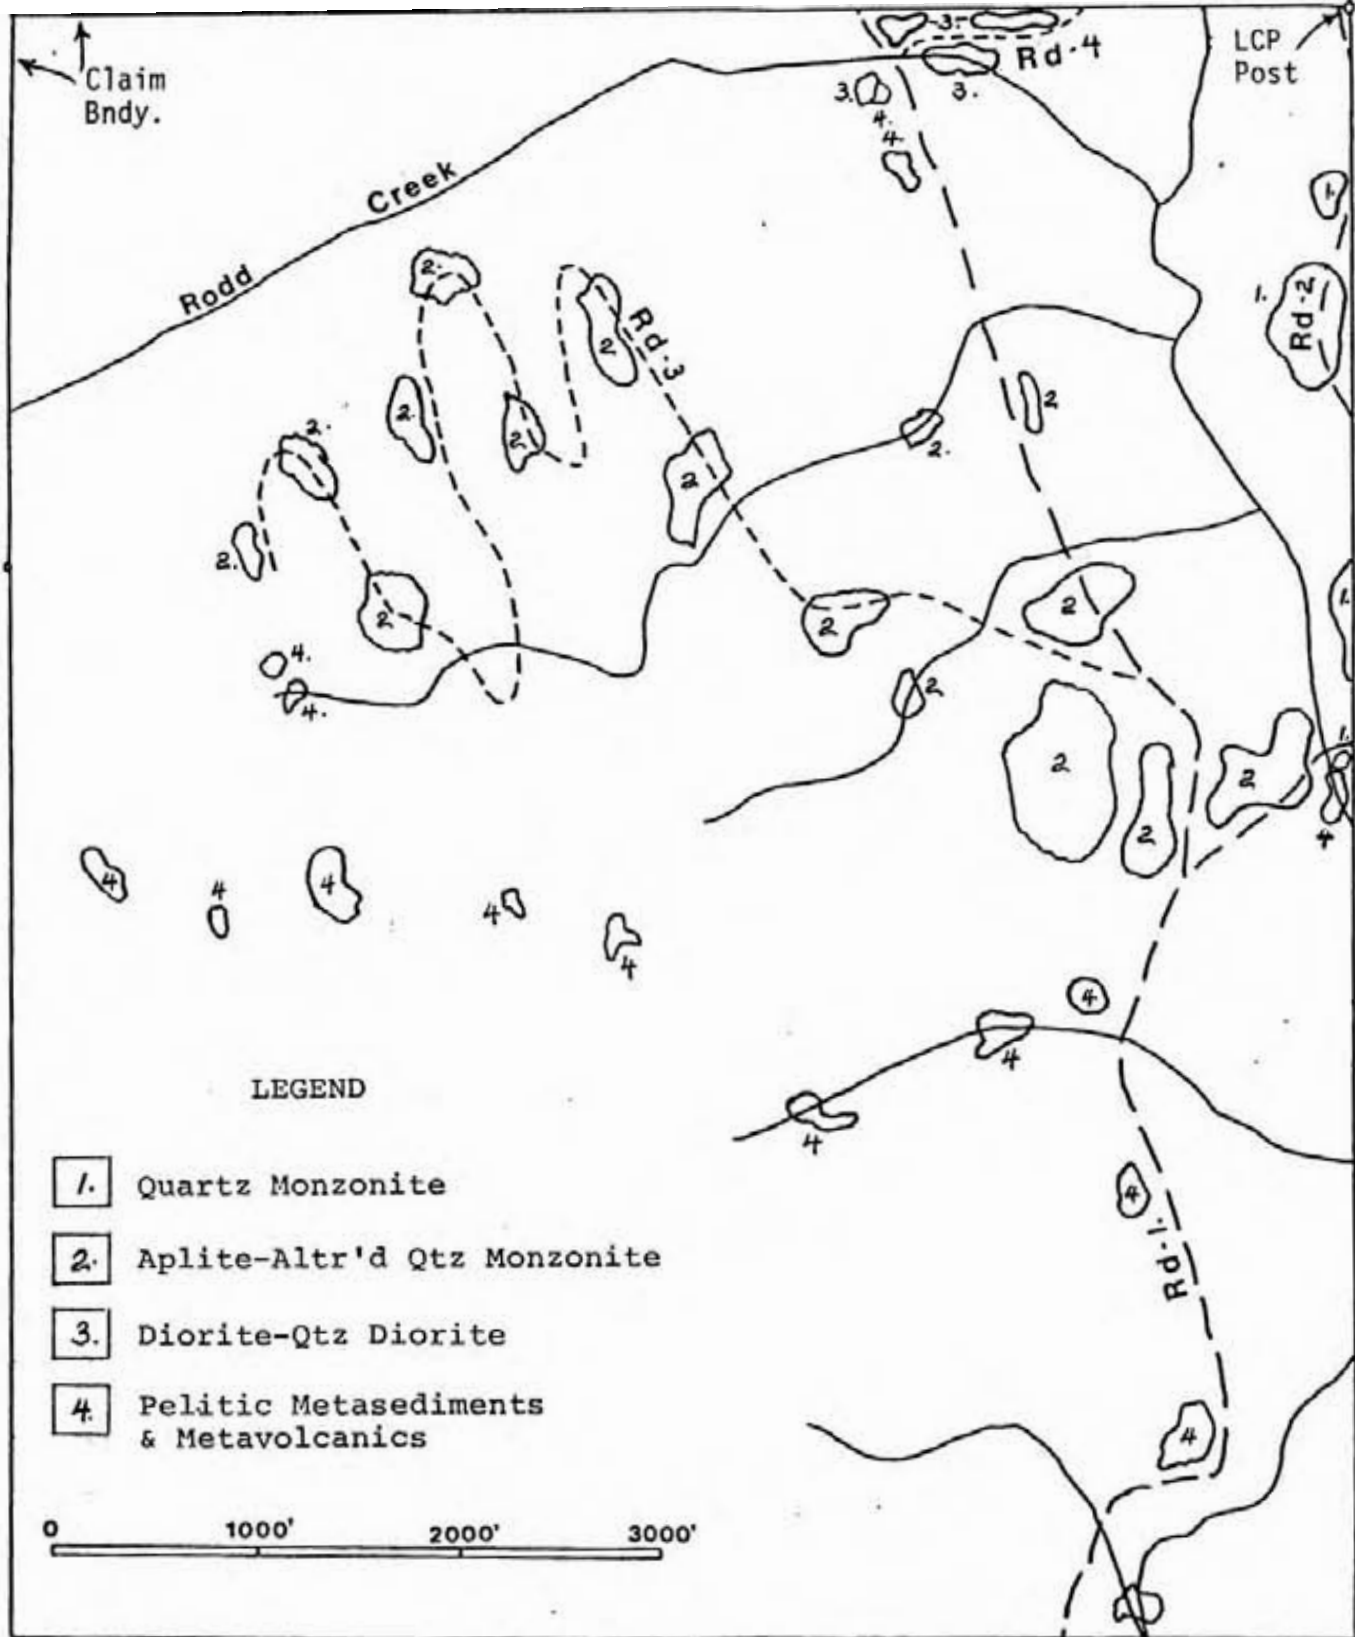 Claim
Bndy.
LCP
Post
3.
Rd-4
3.
3.
4.
4.
1.
Rodd Creek
2.
1.
Rd-2
Rd-3
2
2.
2
2.
2.
2
2.
2
2.
1.
2
2
4.
2
4.
2
2
2
1.
2
4
4
4
4
4
4
4
4
4
LEGEND
1. Quartz Monzonite
2. Aplite-Altr'd Qtz Monzonite
3. Diorite-Qtz Diorite
4. Pelitic Metasediments
& Metavolcanics
4
Rd-1.
4
0 1000' 2000' 3000'